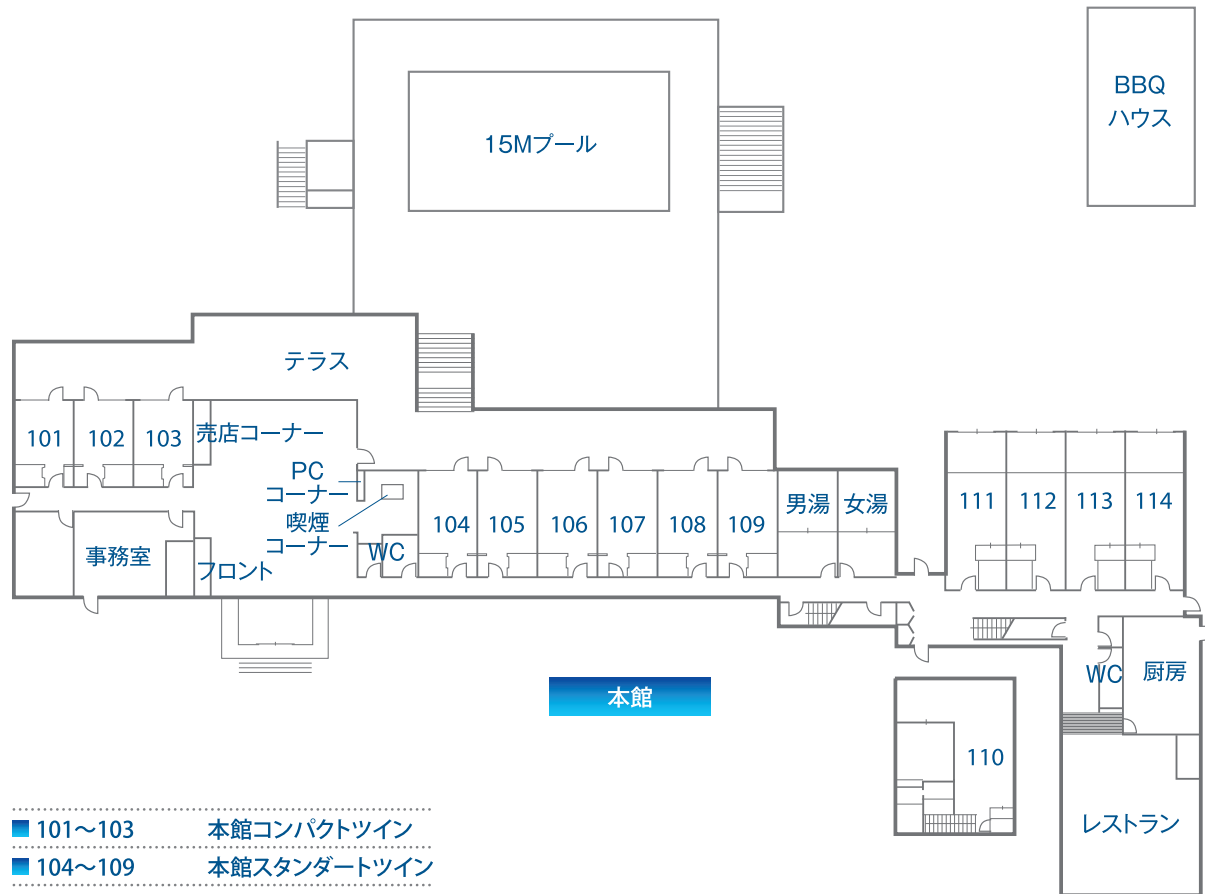 BBQ
ハウス
15Mプール
テラス
101
102
103
売店コーナー
PC
コーナー
喫煙
コーナー
WC
事務室
フロント
104
105
106
107
108
109
男湯
女湯
111
112
113
114
WC
厨房
本館
110
レストラン
101〜103 本館コンパクトツイン
104〜109 本館スタンダートツイン